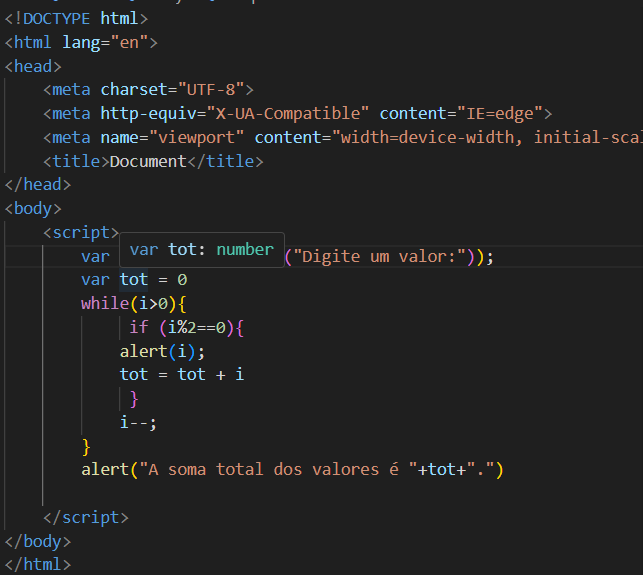 <!DOCTYPE html>
<html lang="en">
<head>
    <meta charset="UTF-8">
    <meta http-equiv="X-UA-Compatible" content="IE=edge">
    <meta name="viewport" content="width=device-width,
    <title>Document</title>
</head>
<body>
    <script>
var tot: number
        var ("Digite um valor:"));
        var tot = 0
        while(i>0){
             if (i%2==0){
            alert(i);
            tot = tot + i
             }
            i--;
        }
        alert("A soma total dos valores é "+tot+".")
    </script>
</body>
</html>